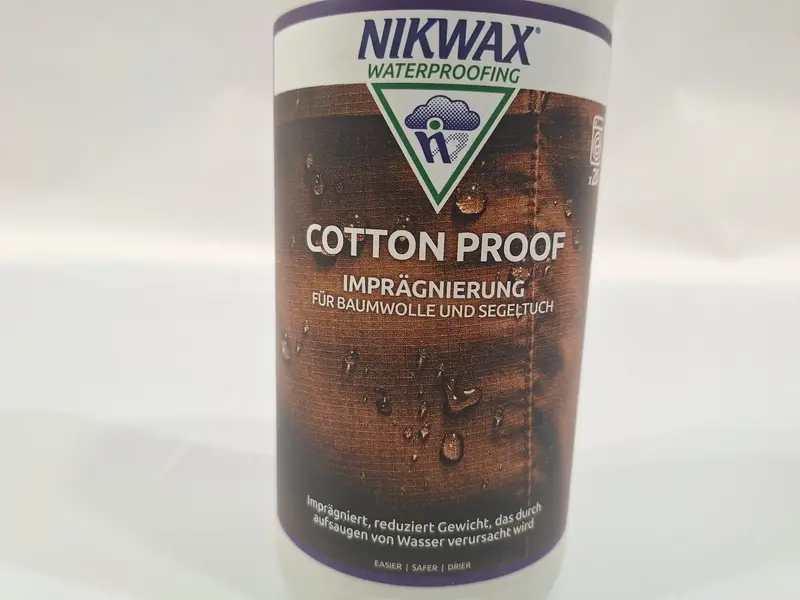 NIKWAX®
WATERPROOFING
COTTON PROOF
IMPRÄGNIERUNG
FÜR BAUMWOLLE UND SEGELTUCH
Imprägniert, reduziert Gewicht, das durch
aufsaugen von Wasser verursacht wird
EASIER | SAFER | DRIER